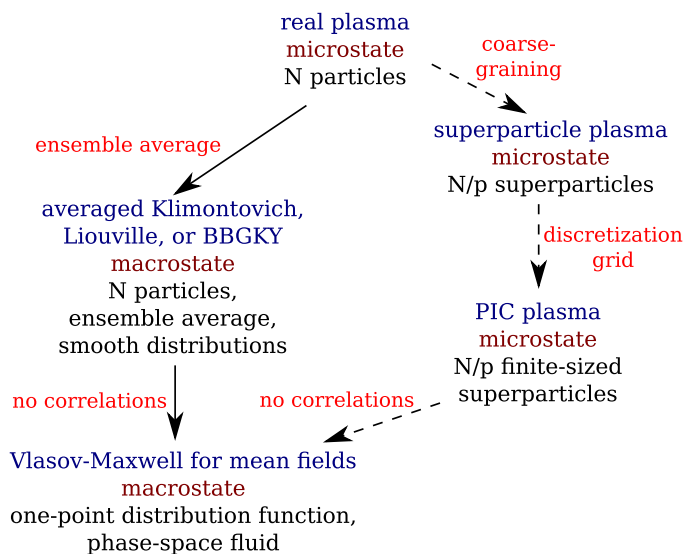 real plasma
microstate
N particles
coarse-
graining
ensemble average
superparticle plasma
microstate
N/p superparticles
averaged Klimontovich,
Liouville, or BBGKY
macrostate
N particles,
ensemble average,
smooth distributions
discretization
grid
PIC plasma
microstate
N/p finite-sized
superparticles
no correlations
no correlations
Vlasov-Maxwell for mean fields
macrostate
one-point distribution function,
phase-space fluid